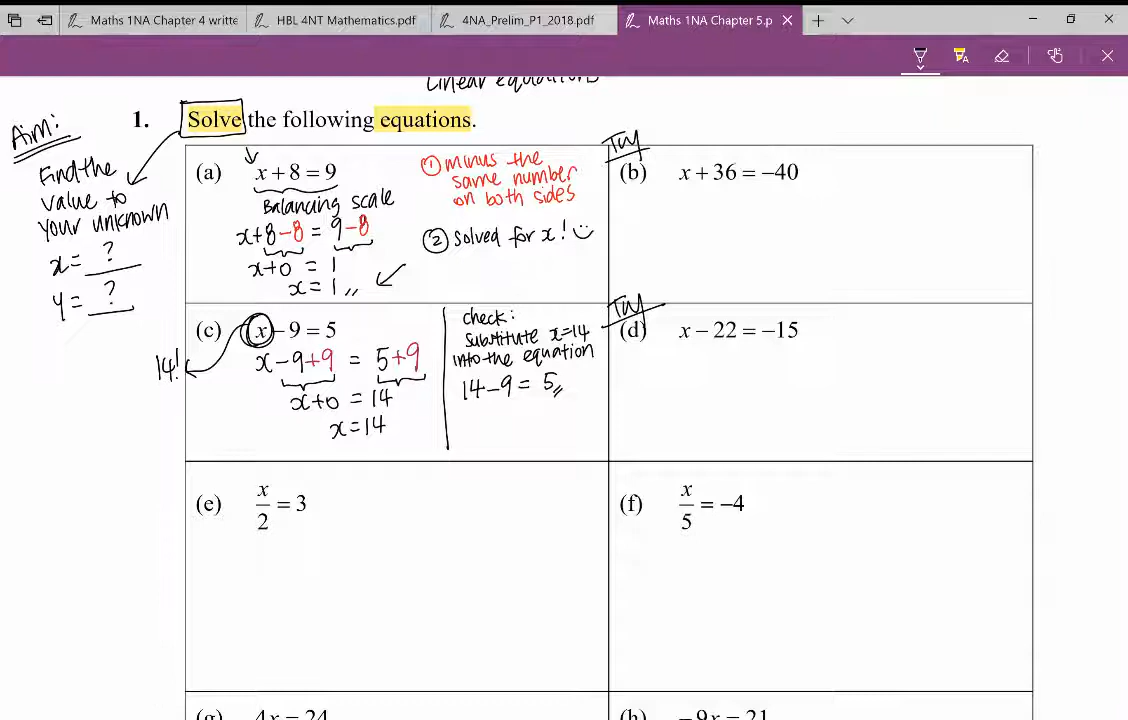 Maths 1NA Chapter 4 writte
HBL 4NT Mathematics.pdf
4NA_Prelim_P1_2018.pdf
Maths 1NA Chapter 5.p
Linear equations
Aim:
Find the
value to
your unknown
x = ?
y = ?
1. Solve the following equations.
(a) x + 8 = 9
Balancing scale
x+8-8 = 9-8
x+0 = 1
x = 1,,
① minus the
same number
on both sides
② solved for x!
Try
(b) x + 36 = −40
(c) x − 9 = 5
14!
x - 9+9 = 5+9
x+0 = 14
x = 14
check:
substitute x=14
into the equation
14-9 = 5,,
Try
(d) x − 22 = −15
(e) x/2 = 3
(f) x/5 = −4
(g) 4x = 24
(h) −9x = 21